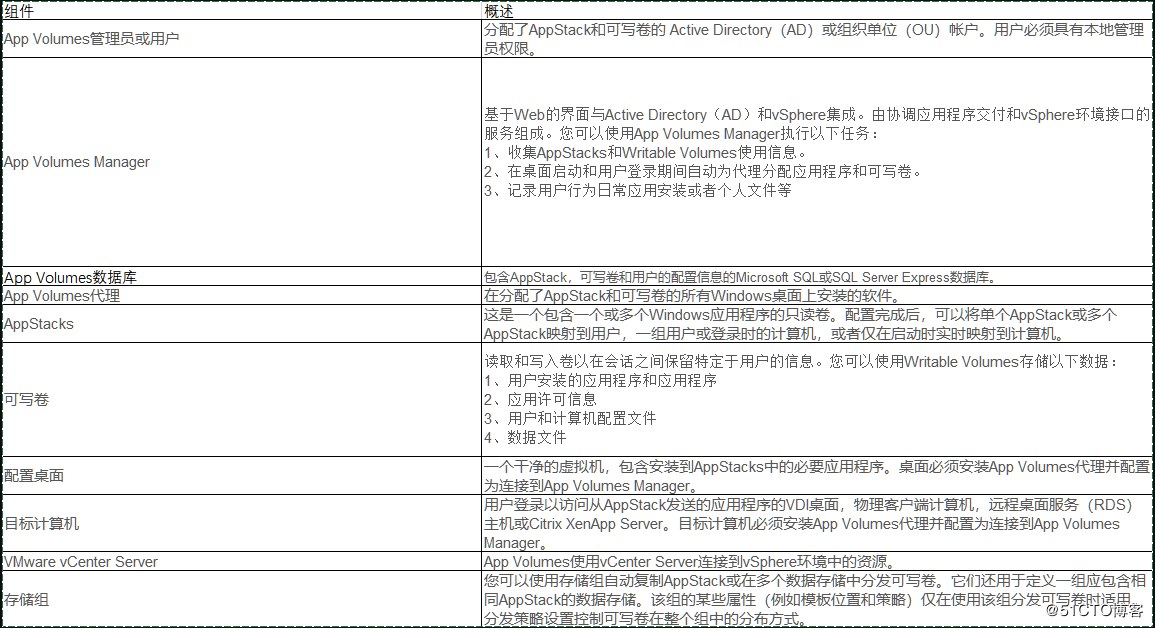 组件
概述
App Volumes管理员或用户
分配了AppStack和可写卷的 Active Directory（AD）或组织单位（OU）帐户。用户必须具有本地管理
员权限。
App Volumes Manager
基于Web的界面与Active Directory（AD）和vSphere集成。由协调应用程序交付和vSphere环境接口的
服务组成。您可以使用App Volumes Manager执行以下任务：
1、收集AppStacks和Writable Volumes使用信息。
2、在桌面启动和用户登录期间自动为代理分配应用程序和可写卷。
3、记录用户行为日常应用安装或者个人文件等
App Volumes数据库
包含AppStack，可写卷和用户的配置信息的Microsoft SQL或SQL Server Express数据库。
App Volumes代理
在分配了AppStack和可写卷的所有Windows桌面上安装的软件。
AppStacks
这是一个包含一个或多个Windows应用程序的只读卷。配置完成后，可以将单个AppStack或多个
AppStack映射到用户，一组用户或登录时的计算机，或者仅在启动时实时映射到计算机。
可写卷
读取和写入卷以在会话之间保留特定于用户的信息。您可以使用Writable Volumes存储以下数据：
1、用户安装的应用程序和应用程序
2、应用许可信息
3、用户和计算机配置文件
4、数据文件
配置桌面
一个干净的虚拟机，包含安装到AppStacks中的必要应用程序。桌面必须安装App Volumes代理并配置
为连接到App Volumes Manager。
目标计算机
用户登录以访问从AppStack发送的应用程序的VDI桌面，物理客户端计算机，远程桌面服务（RDS）
主机或Citrix XenApp Server。目标计算机必须安装App Volumes代理并配置为连接到App Volumes
Manager。
VMware vCenter Server
App Volumes使用vCenter Server连接到vSphere环境中的资源。
存储组
您可以使用存储组自动复制AppStack或在多个数据存储中分发可写卷。它们还用于定义一组应包含相
同AppStack的数据存储。该组的某些属性（例如模板位置和策略）仅在使用该组分发可写卷时适用。
分发策略设置控制可写卷在整个组中的分布方式。
@51CTO博客